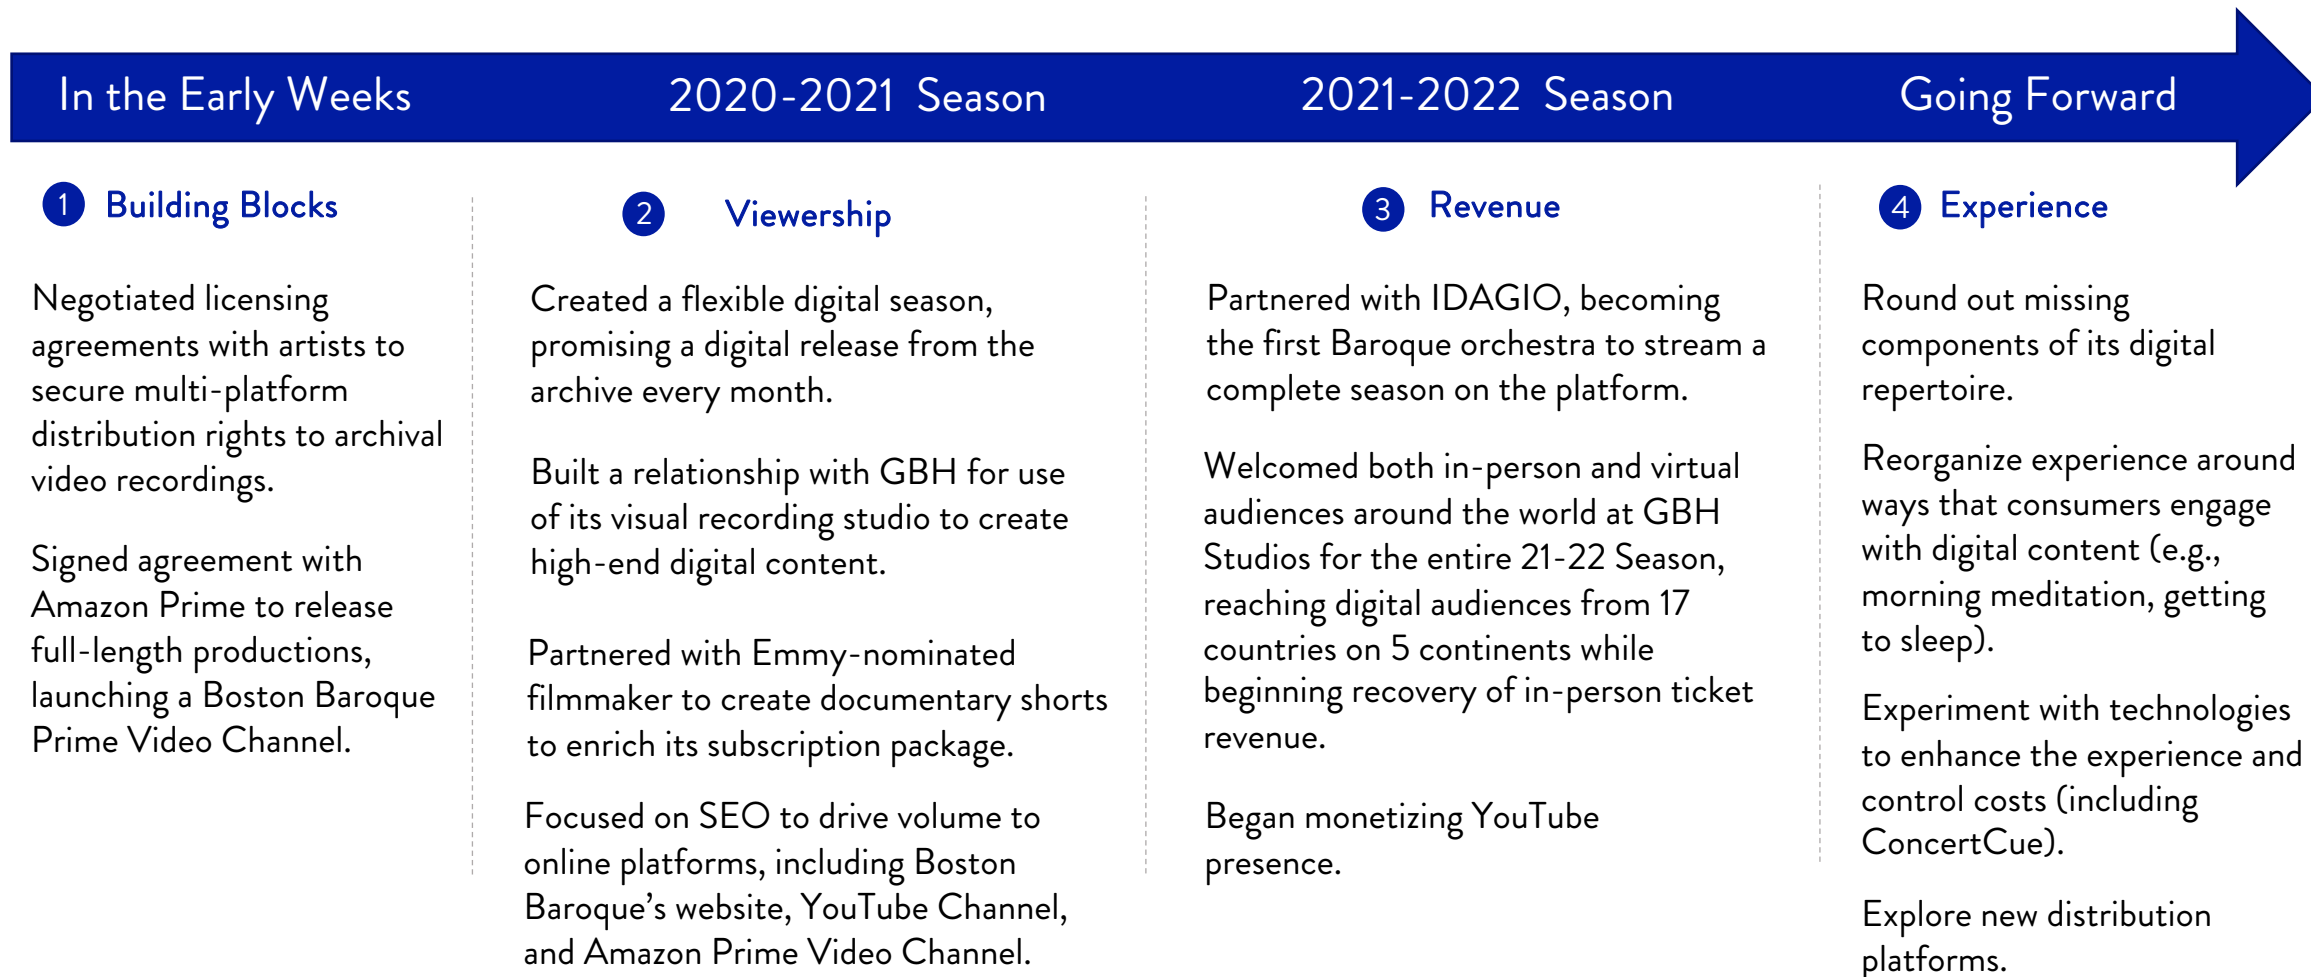 In the Early Weeks
2020-2021 Season
2021-2022 Season
Going Forward
1 Building Blocks
Negotiated licensing
agreements with artists to
secure multi-platform
distribution rights to archival
video recordings.
Signed agreement with
Amazon Prime to release
full-length productions,
launching a Boston Baroque
Prime Video Channel.
2 Viewership
Created a flexible digital season,
promising a digital release from the
archive every month.
Built a relationship with GBH for use
of its visual recording studio to create
high-end digital content.
Partnered with Emmy-nominated
filmmaker to create documentary shorts
to enrich its subscription package.
Focused on SEO to drive volume to
online platforms, including Boston
Baroque’s website, YouTube Channel,
and Amazon Prime Video Channel.
3 Revenue
Partnered with IDAGIO, becoming
the first Baroque orchestra to stream a
complete season on the platform.
Welcomed both in-person and virtual
audiences around the world at GBH
Studios for the entire 21-22 Season,
reaching digital audiences from 17
countries on 5 continents while
beginning recovery of in-person ticket
revenue.
Began monetizing YouTube
presence.
4 Experience
Round out missing
components of its digital
repertoire.
Reorganize experience around
ways that consumers engage
with digital content (e.g.,
morning meditation, getting
to sleep).
Experiment with technologies
to enhance the experience and
control costs (including
ConcertCue).
Explore new distribution
platforms.